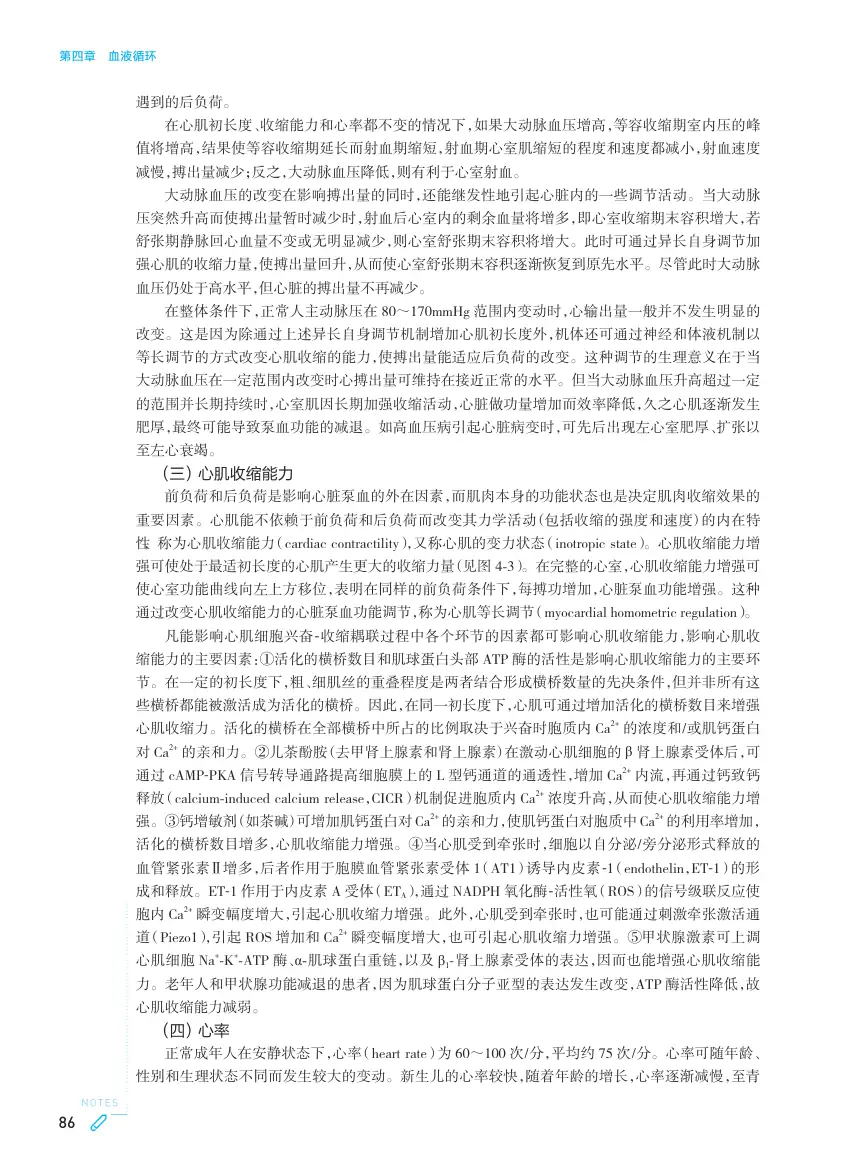 第四章 血液循环
遇到的后负荷。
在心肌初长度、收缩能力和心率都不变的情况下,如果大动脉血压增高,等容收缩期室内压的峰
值将增高,结果使等容收缩期延长而射血期缩短,射血期心室肌缩短的程度和速度都减小,射血速度
减慢,搏出量减少;反之,大动脉血压降低,则有利于心室射血。
大动脉血压的改变在影响搏出量的同时,还能继发性地引起心脏内的一些调节活动。当大动脉
压突然升高而使搏出量暂时减少时,射血后心室内的剩余血量将增多,即心室收缩期末容积增大,若
舒张期静脉回心血量不变或无明显减少,则心室舒张期末容积将增大。此时可通过异长自身调节加
强心肌的收缩力量,使搏出量回升,从而使心室舒张期末容积逐渐恢复到原先水平。尽管此时大动脉
血压仍处于高水平,但心脏的搏出量不再减少。
在整体条件下,正常人主动脉压在 80～170mmHg 范围内变动时,心输出量一般并不发生明显的
改变。这是因为除通过上述异长自身调节机制增加心肌初长度外,机体还可通过神经和体液机制以
等长调节的方式改变心肌收缩的能力,使搏出量能适应后负荷的改变。这种调节的生理意义在于当
大动脉血压在一定范围内改变时心搏出量可维持在接近正常的水平。但当大动脉血压升高超过一定
的范围并长期持续时,心室肌因长期加强收缩活动,心脏做功量增加而效率降低,久之心肌逐渐发生
肥厚,最终可能导致泵血功能的减退。如高血压病引起心脏病变时,可先后出现左心室肥厚、扩张以
至左心衰竭。
（三）心肌收缩能力
前负荷和后负荷是影响心脏泵血的外在因素,而肌肉本身的功能状态也是决定肌肉收缩效果的
重要因素。心肌能不依赖于前负荷和后负荷而改变其力学活动(包括收缩的强度和速度)的内在特
性 称为心肌收缩能力(cardiac contractility),又称心肌的变力状态(inotropic state)。心肌收缩能力增
强可使处于最适初长度的心肌产生更大的收缩力量(见图 4-3)。在完整的心室,心肌收缩能力增强可
使心室功能曲线向左上方移位,表明在同样的前负荷条件下,每搏功增加,心脏泵血功能增强。这种
通过改变心肌收缩能力的心脏泵血功能调节,称为心肌等长调节(myocardial homometric regulation)。
凡能影响心肌细胞兴奋-收缩耦联过程中各个环节的因素都可影响心肌收缩能力,影响心肌收
缩能力的主要因素:①活化的横桥数目和肌球蛋白头部 ATP 酶的活性是影响心肌收缩能力的主要环
节。在一定的初长度下,粗、细肌丝的重叠程度是两者结合形成横桥数量的先决条件,但并非所有这
些横桥都能被激活成为活化的横桥。因此,在同一初长度下,心肌可通过增加活化的横桥数目来增强
心肌收缩力。活化的横桥在全部横桥中所占的比例取决于兴奋时胞质内 Ca²⁺ 的浓度和/或肌钙蛋白
对 Ca²⁺ 的亲和力。②儿茶酚胺(去甲肾上腺素和肾上腺素)在激动心肌细胞的 β 肾上腺素受体后,可
通过 cAMP-PKA 信号转导通路提高细胞膜上的 L 型钙通道的通透性,增加 Ca²⁺ 内流,再通过钙致钙
释放(calcium-induced calcium release,CICR)机制促进胞质内 Ca²⁺ 浓度升高,从而使心肌收缩能力增
强。③钙增敏剂(如茶碱)可增加肌钙蛋白对 Ca²⁺ 的亲和力,使肌钙蛋白对胞质中 Ca²⁺ 的利用率增加,
活化的横桥数目增多,心肌收缩能力增强。④当心肌受到牵张时,细胞以自分泌/旁分泌形式释放的
血管紧张素Ⅱ增多,后者作用于胞膜血管紧张素受体 1(AT1)诱导内皮素-1(endothelin,ET-1)的形
成和释放。ET-1 作用于内皮素 A 受体(ET_A),通过 NADPH 氧化酶-活性氧(ROS)的信号级联反应使
胞内 Ca²⁺ 瞬变幅度增大,引起心肌收缩力增强。此外,心肌受到牵张时,也可能通过刺激牵张激活通
道(Piezo1),引起 ROS 增加和 Ca²⁺ 瞬变幅度增大,也可引起心肌收缩力增强。⑤甲状腺激素可上调
心肌细胞 Na⁺-K⁺-ATP 酶、α-肌球蛋白重链,以及 β₁-肾上腺素受体的表达,因而也能增强心肌收缩能
力。老年人和甲状腺功能减退的患者,因为肌球蛋白分子亚型的表达发生改变,ATP 酶活性降低,故
心肌收缩能力减弱。
（四）心率
正常成年人在安静状态下,心率(heart rate)为 60～100 次/分,平均约 75 次/分。心率可随年龄、
性别和生理状态不同而发生较大的变动。新生儿的心率较快,随着年龄的增长,心率逐渐减慢,至青
NOTES
86